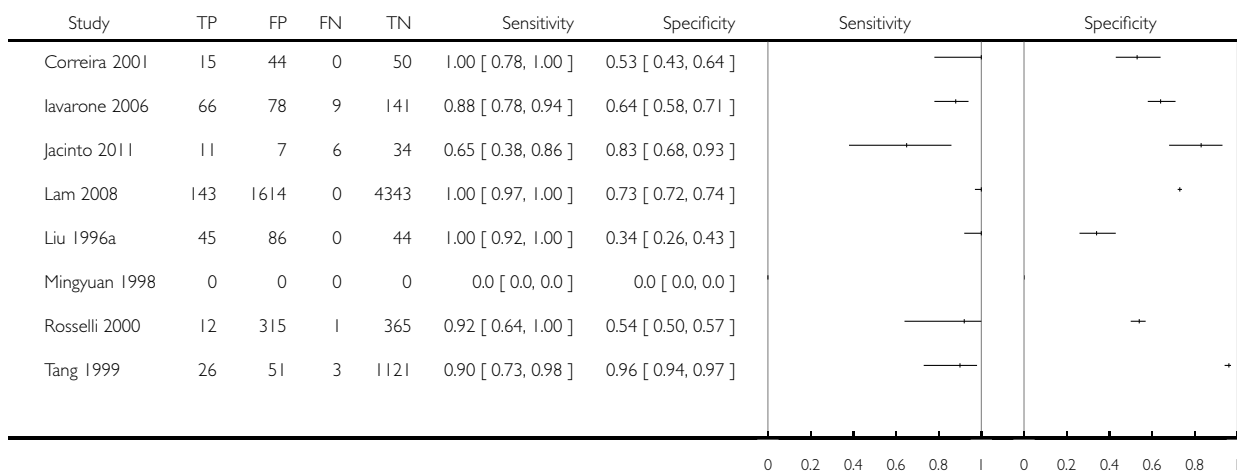 Study TP FP FN TN Sensitivity Specificity Sensitivity Specificity
Correira 2001 15 44 0 50 1.00 [ 0.78, 1.00 ] 0.53 [ 0.43, 0.64 ]
Iavarone 2006 66 78 9 141 0.88 [ 0.78, 0.94 ] 0.64 [ 0.58, 0.71 ]
Jacinto 2011 11 7 6 34 0.65 [ 0.38, 0.86 ] 0.83 [ 0.68, 0.93 ]
Lam 2008 143 1614 0 4343 1.00 [ 0.97, 1.00 ] 0.73 [ 0.72, 0.74 ]
Liu 1996a 45 86 0 44 1.00 [ 0.92, 1.00 ] 0.34 [ 0.26, 0.43 ]
Mingyuan 1998 0 0 0 0 0.0 [ 0.0, 0.0 ] 0.0 [ 0.0, 0.0 ]
Rosselli 2000 12 315 1 365 0.92 [ 0.64, 1.00 ] 0.54 [ 0.50, 0.57 ]
Tang 1999 26 51 3 1121 0.90 [ 0.73, 0.98 ] 0.96 [ 0.94, 0.97 ]
0 0.2 0.4 0.6 0.8 1 0 0.2 0.4 0.6 0.8 1